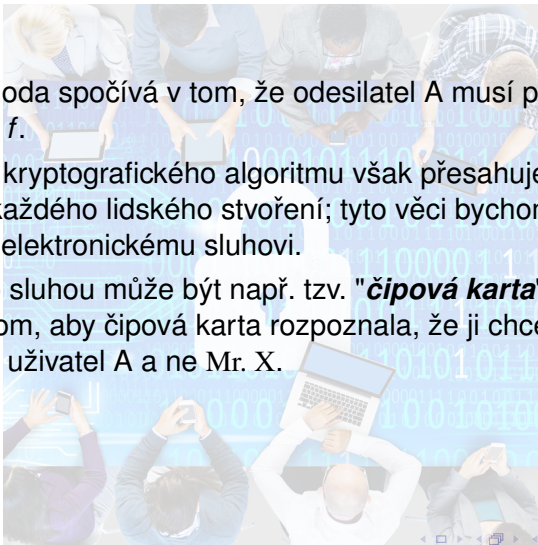 oda spočívá v tom, že odesilatel A musí p
f.
kryptografického algoritmu však přesahuje
každého lidského stvoření; tyto věci bychom
elektronickému sluhovi.
sluhou může být např. tzv. "čipová karta"
om, aby čipová karta rozpoznala, že ji chce
uživatel A a ne Mr. X.